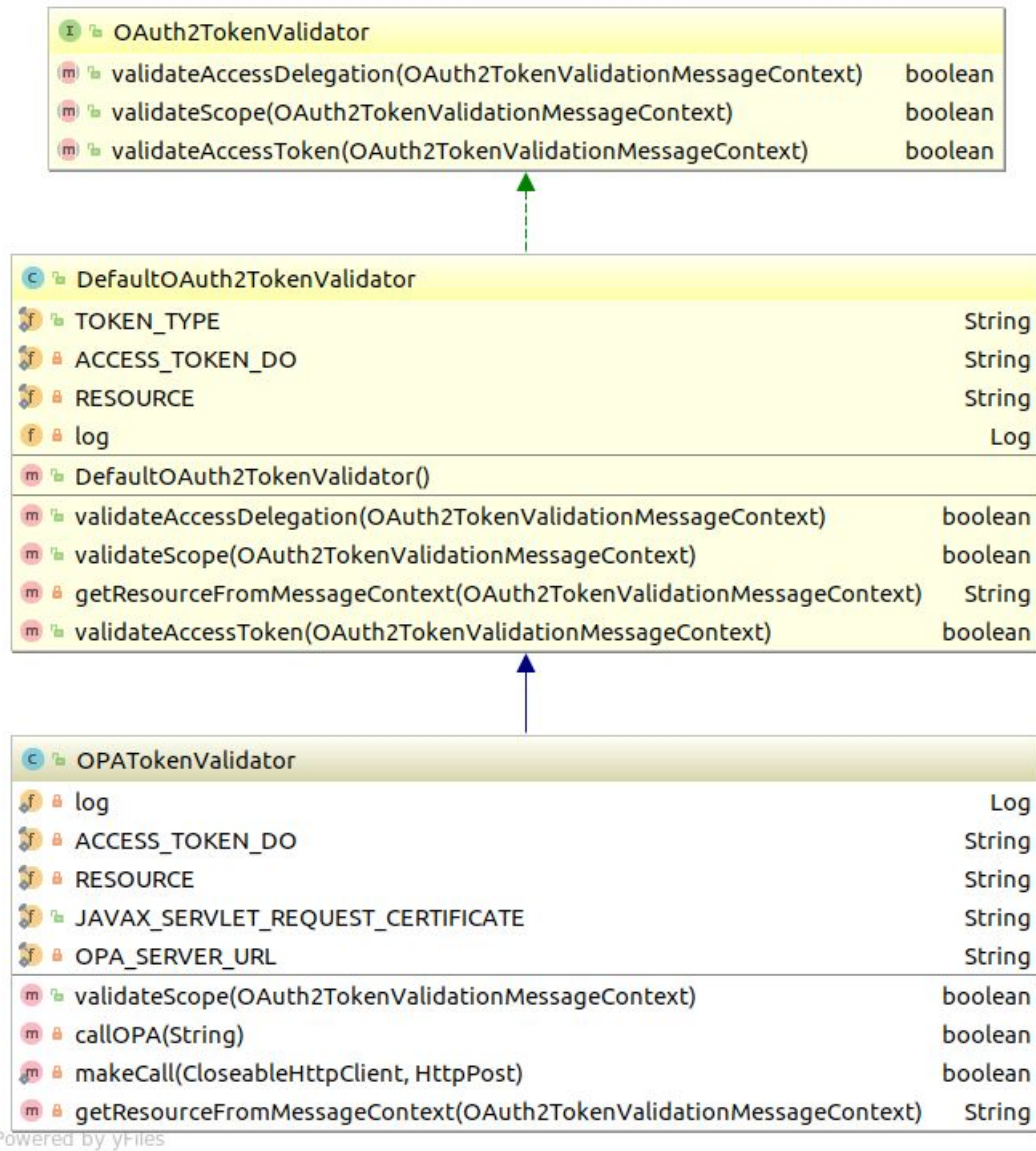 OAuth2TokenValidator
validateAccessDelegation(OAuth2TokenValidationMessageContext) boolean
validateScope(OAuth2TokenValidationMessageContext) boolean
validateAccessToken(OAuth2TokenValidationMessageContext) boolean
DefaultOAuth2TokenValidator
TOKEN_TYPE String
ACCESS_TOKEN_DO String
RESOURCE String
log Log
DefaultOAuth2TokenValidator()
validateAccessDelegation(OAuth2TokenValidationMessageContext) boolean
validateScope(OAuth2TokenValidationMessageContext) boolean
getResourceFromMessageContext(OAuth2TokenValidationMessageContext) String
validateAccessToken(OAuth2TokenValidationMessageContext) boolean
OPATokenValidator
log Log
ACCESS_TOKEN_DO String
RESOURCE String
JAVAX_SERVLET_REQUEST_CERTIFICATE String
OPA_SERVER_URL String
validateScope(OAuth2TokenValidationMessageContext) boolean
callOPA(String) boolean
makeCall(CloseableHttpClient, HttpPost) boolean
getResourceFromMessageContext(OAuth2TokenValidationMessageContext) String
Powered by yFiles